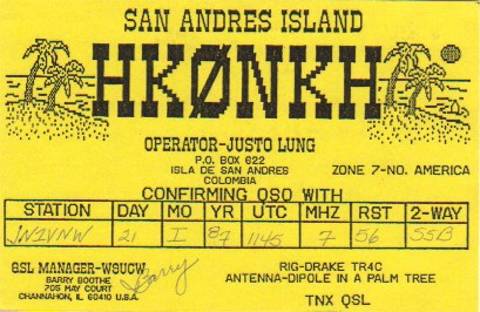 SAN ANDRES ISLAND
HKØNKH
OPERATOR-JUSTO LUNG
P.O. BOX 622
ISLA DE SAN ANDRES
COLOMBIA
ZONE 7-NO. AMERICA
CONFIRMING QSO WITH
STATION DAY MO YR UTC MHZ RST 2-WAY
JW1VNW 21 I 87 1145 7 56 SSB
QSL MANAGER-W9UCW
BARRY BOOTHE
705 MAY COURT
CHANNAHON, IL 60410 U.S.A.
Barry
RIG-DRAKE TR4C
ANTENNA-DIPOLE IN A PALM TREE
TNX QSL